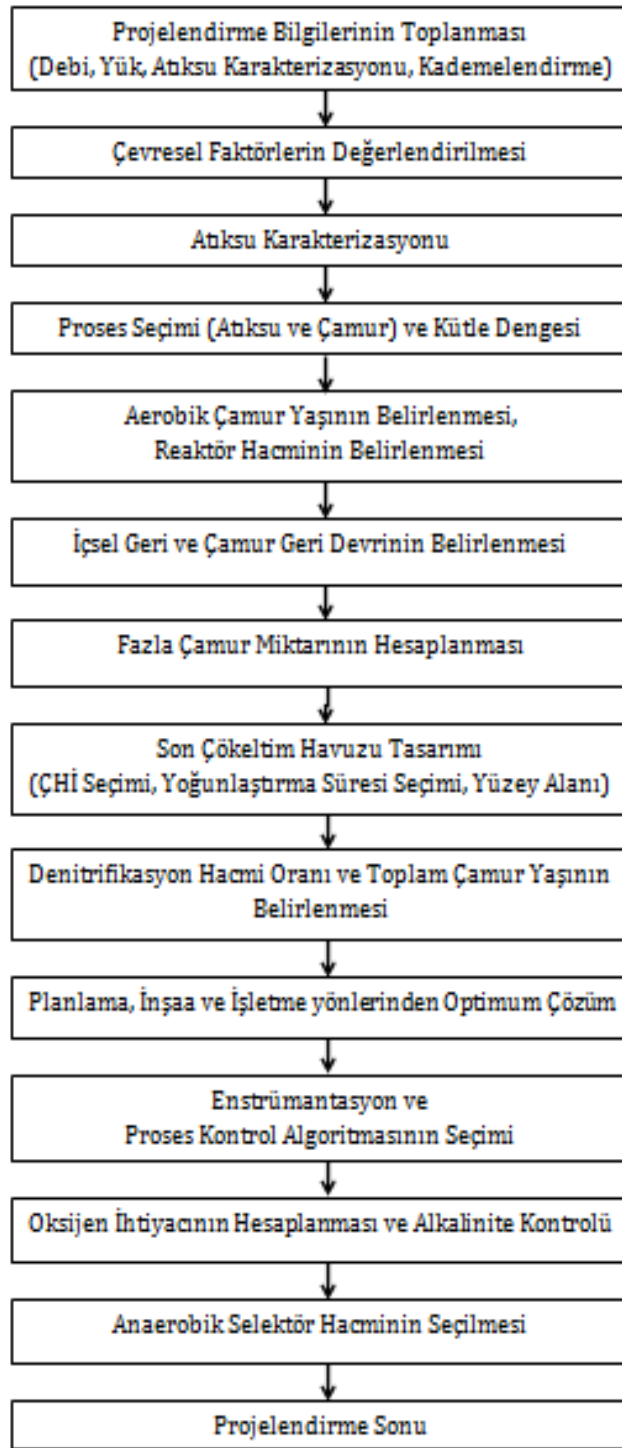 Projelendirme Bilgilerinin Toplanması
(Debi, Yük, Atıksu Karakterizasyonu, Kademelendirme)
Çevresel Faktörlerin Değerlendirilmesi
Atıksu Karakterizasyonu
Proses Seçimi (Atıksu ve Çamur) ve Kütle Dengesi
Aerobik Çamur Yaşının Belirlenmesi,
Reaktör Hacminin Belirlenmesi
İçsel Geri ve Çamur Geri Devrinin Belirlenmesi
Fazla Çamur Miktarının Hesaplanması
Son Çökeltim Havuzu Tasarımı
(ÇHİ Seçimi, Yoğunlaştırma Süresi Seçimi, Yüzey Alanı)
Denitrifikasyon Hacmi Oranı ve Toplam Çamur Yaşının
Belirlenmesi
Planlama, İnşaa ve İşletme yönlerinden Optimum Çözüm
Enstrümantasyon ve
Proses Kontrol Algoritmasının Seçimi
Oksijen İhtiyacının Hesaplanması ve Alkalinite Kontrolü
Anaerobik Selektör Hacminin Seçilmesi
Projelendirme Sonu